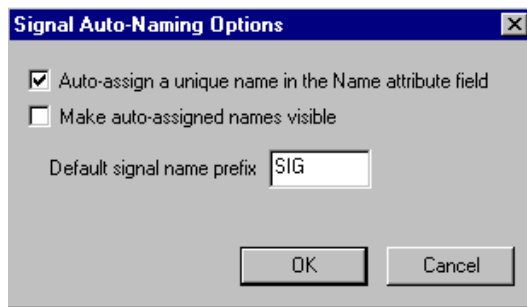 Signal Auto-Naming Options
Auto-assign a unique name in the Name attribute field
Make auto-assigned names visible
Default signal name prefix SIG
OK Cancel